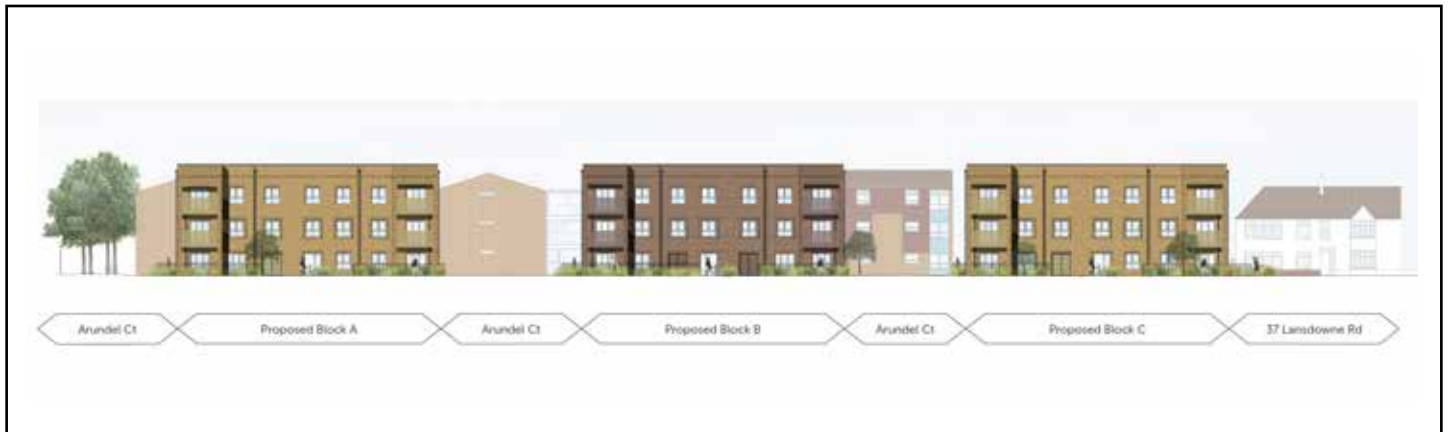 Arundel Ct
Proposed Block A
Arundel Ct
Proposed Block B
Arundel Ct
Proposed Block C
37 Lansdowne Rd